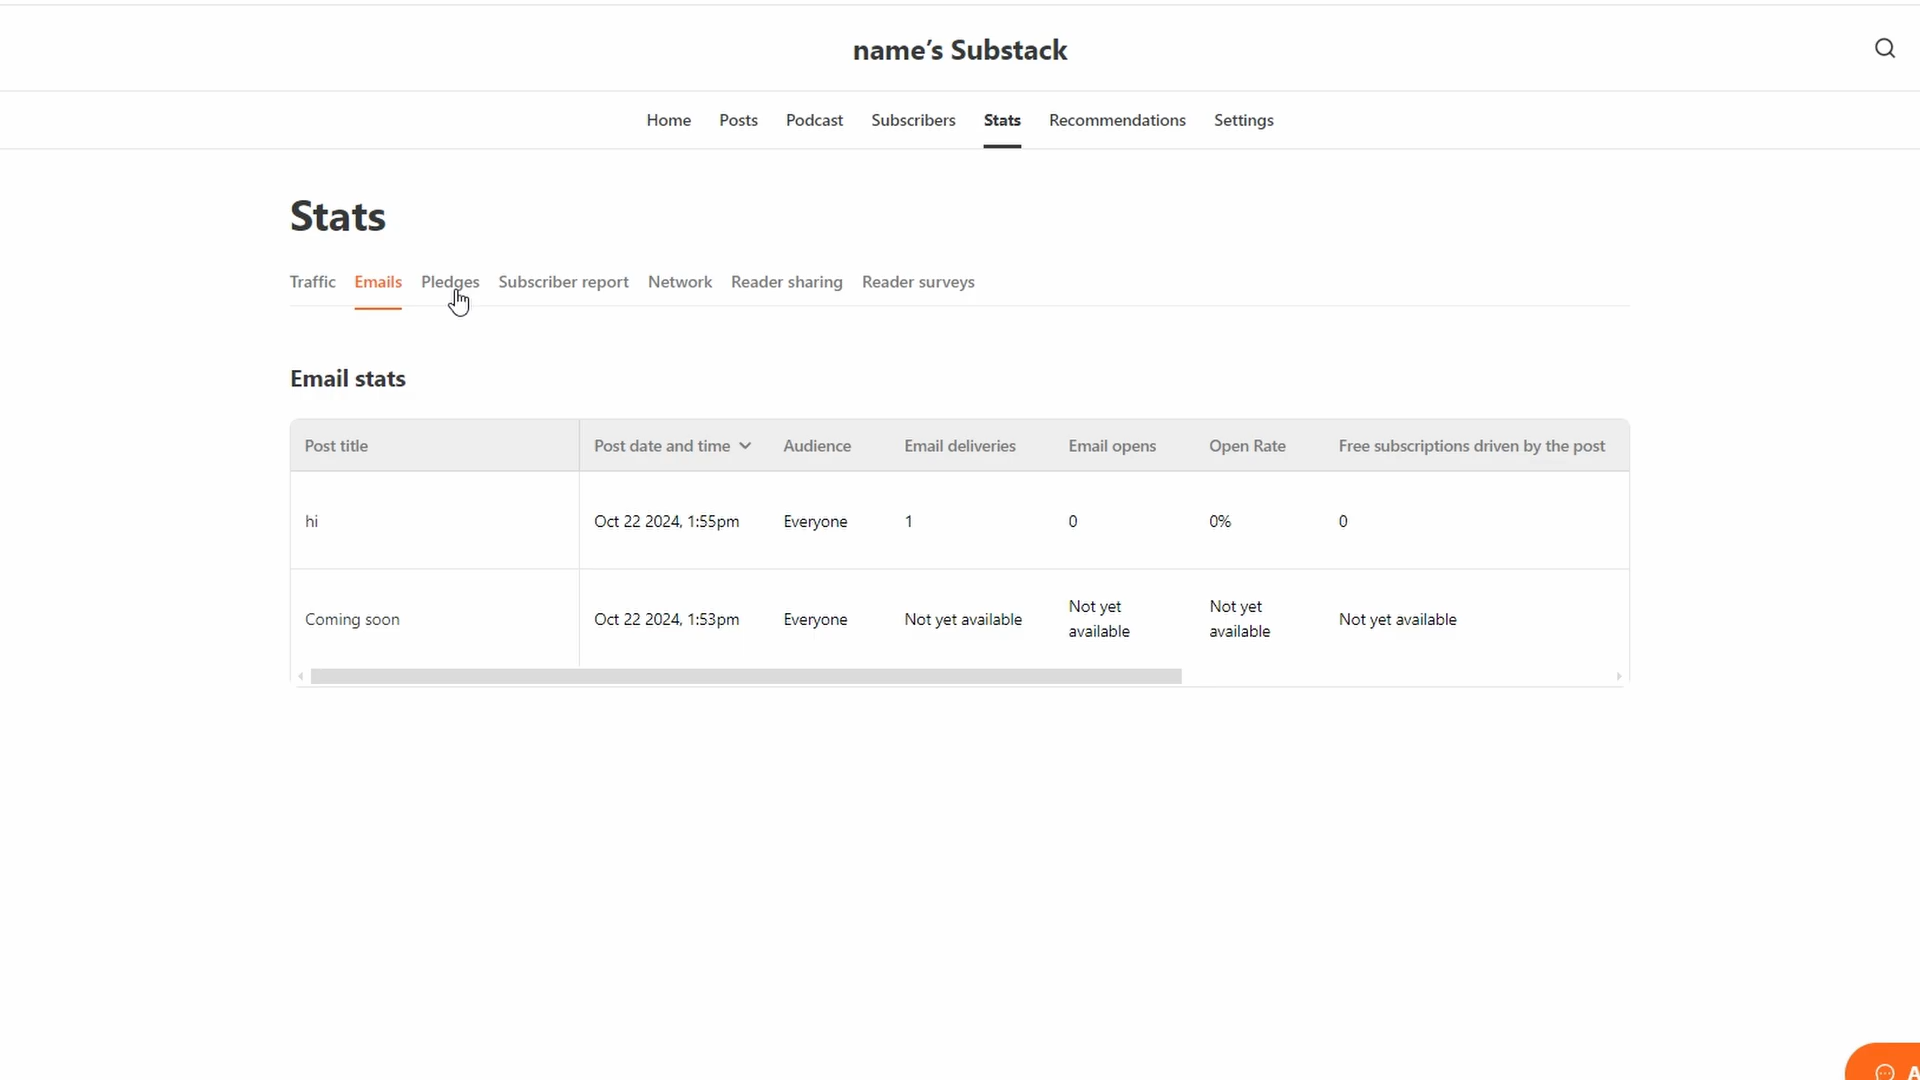 name’s Substack
Home Posts Podcast Subscribers Stats Recommendations Settings
Stats
Traffic Emails Pledges Subscriber report Network Reader sharing Reader surveys
Email stats
Post title Post date and time Audience Email deliveries Email opens Open Rate Free subscriptions driven by the post
hi Oct 22 2024, 1:55pm Everyone 1 0 0% 0
Coming soon Oct 22 2024, 1:53pm Everyone Not yet available Not yet available Not yet available Not yet available